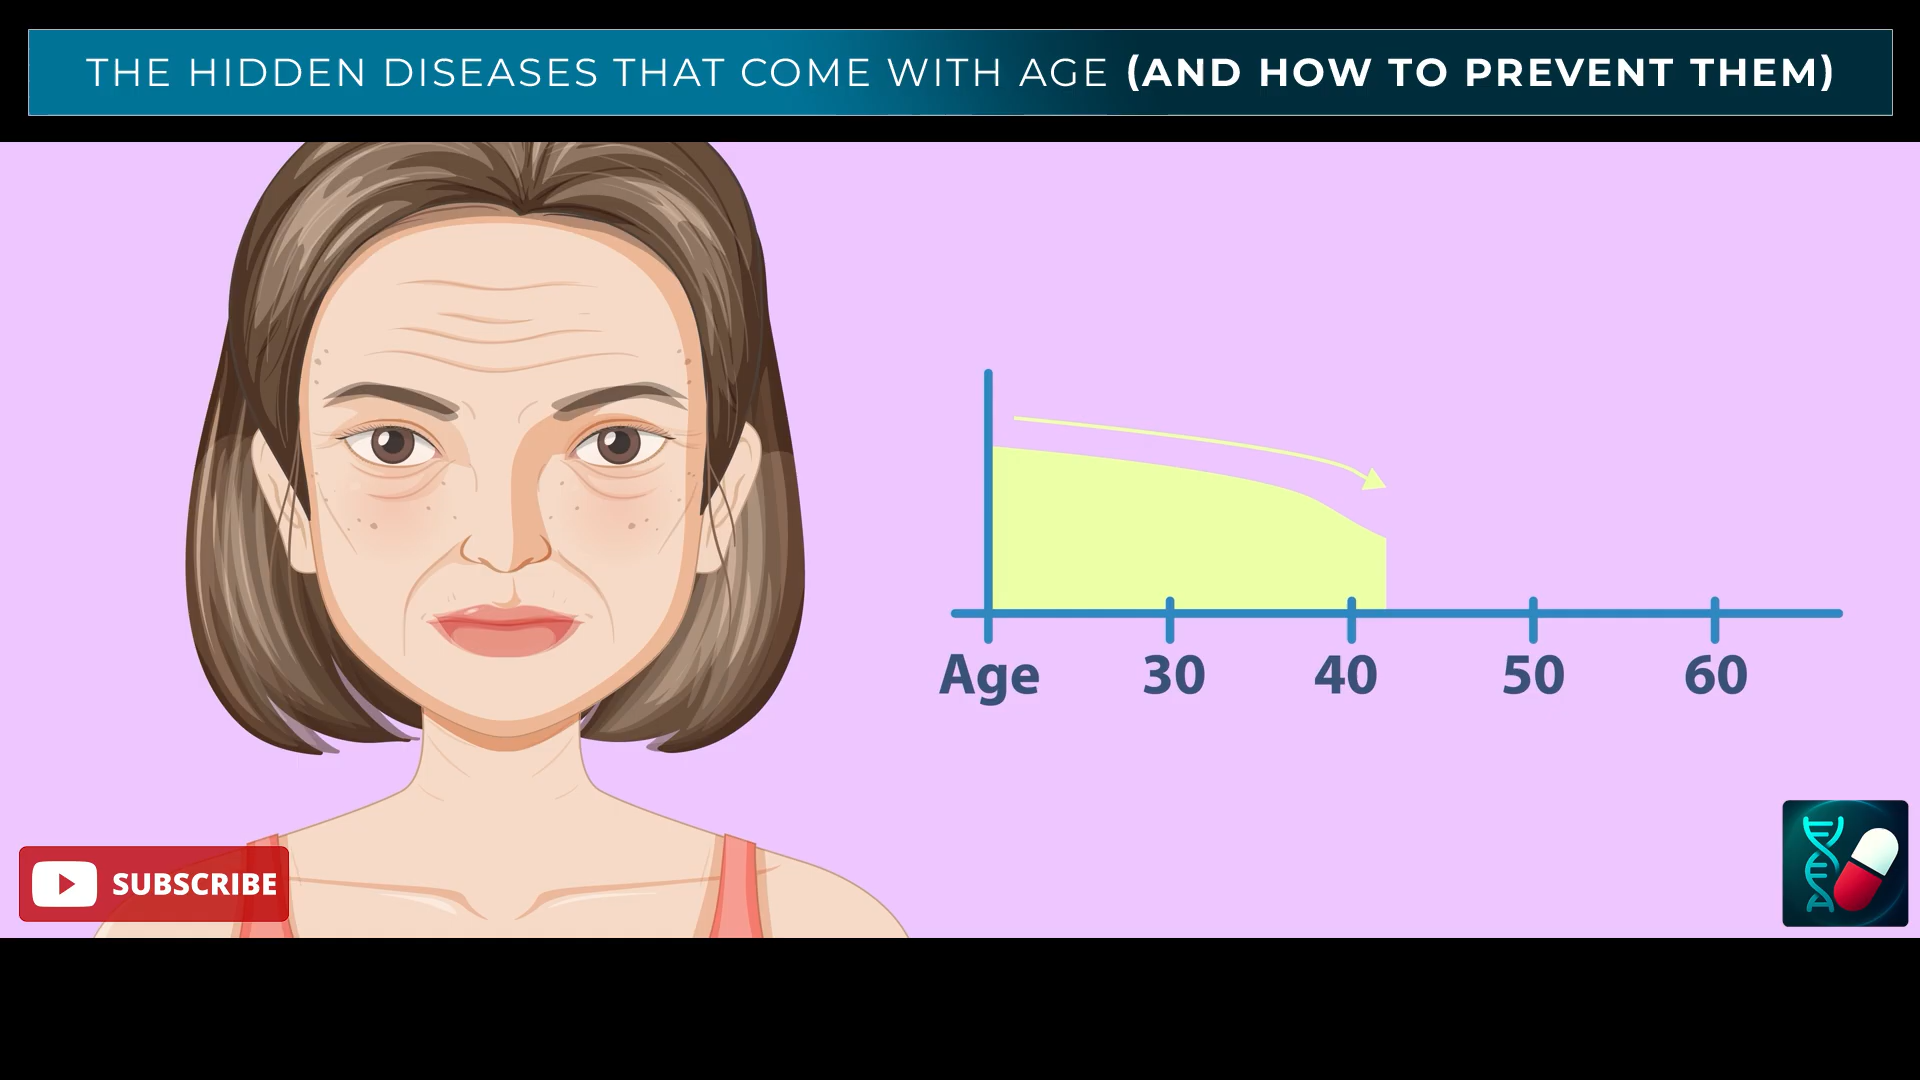 THE HIDDEN DISEASES THAT COME WITH AGE (AND HOW TO PREVENT THEM)
Age 30 40 50 60
SUBSCRIBE